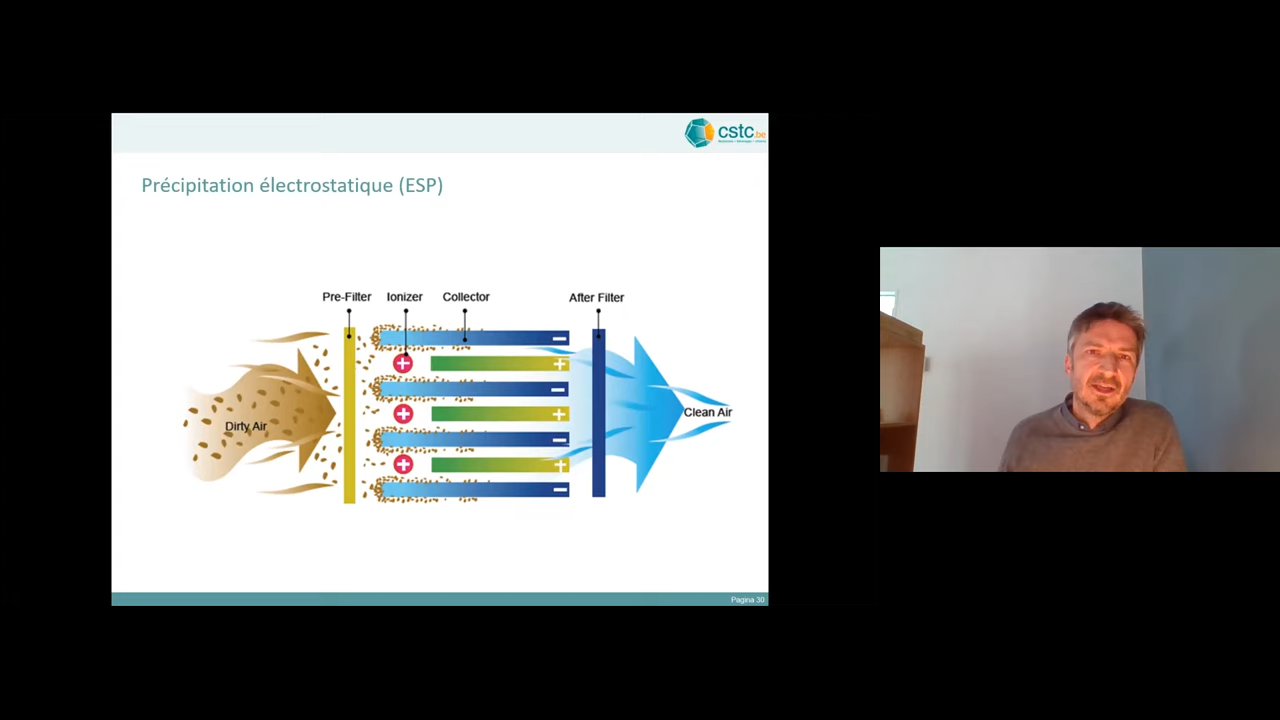 cstc.be
Précipitation électrostatique (ESP)
Pre-Filter Ionizer Collector After Filter
Dirty Air
Clean Air
Pagina 30